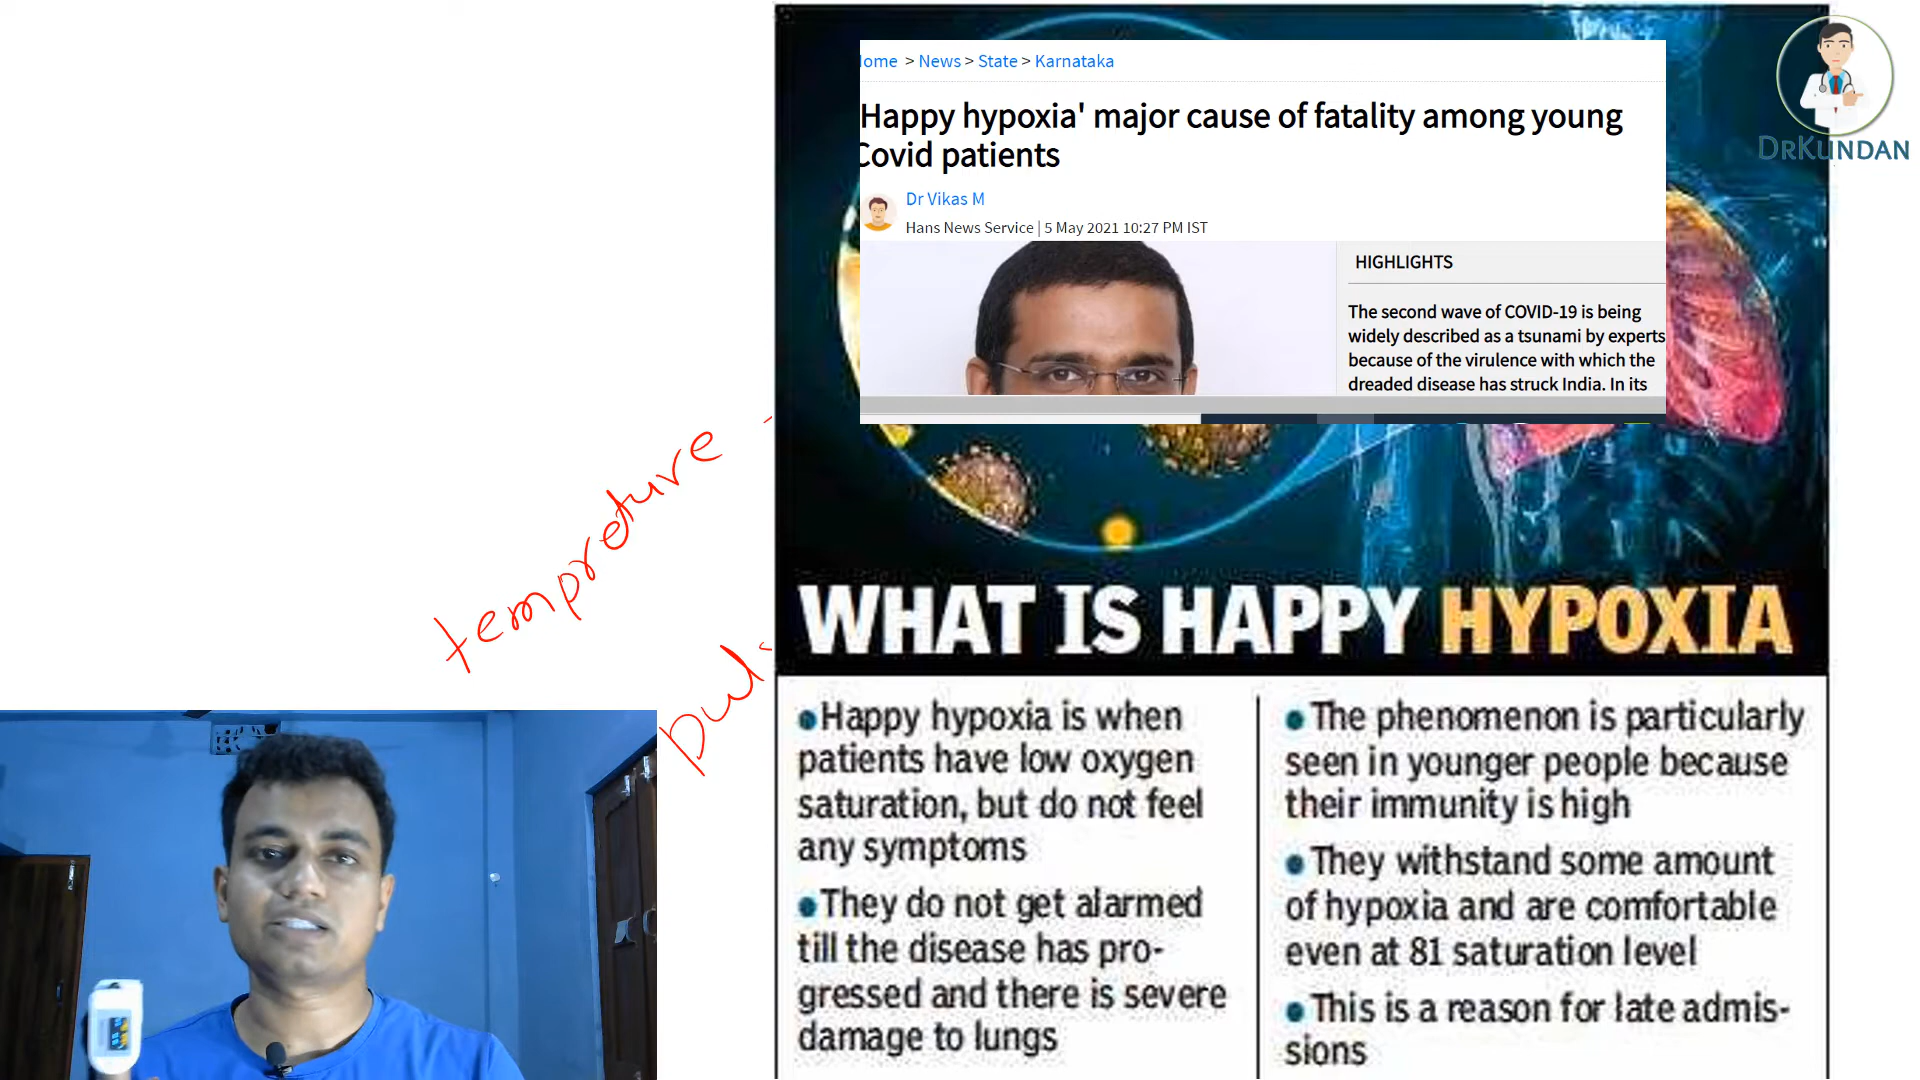 ome > News > State > Karnataka
Happy hypoxia' major cause of fatality among young
Covid patients
Dr Vikas M
Hans News Service | 5 May 2021 10:27 PM IST
HIGHLIGHTS
The second wave of COVID-19 is being
widely described as a tsunami by experts
because of the virulence with which the
dreaded disease has struck India. In its
DRKUNDAN
tempreture -
puls
WHAT IS HAPPY HYPOXIA
•Happy hypoxia is when
patients have low oxygen
saturation, but do not feel
any symptoms
•They do not get alarmed
till the disease has pro-
gressed and there is severe
damage to lungs
•The phenomenon is particularly
seen in younger people because
their immunity is high
•They withstand some amount
of hypoxia and are comfortable
even at 81 saturation level
•This is a reason for late admis-
sions